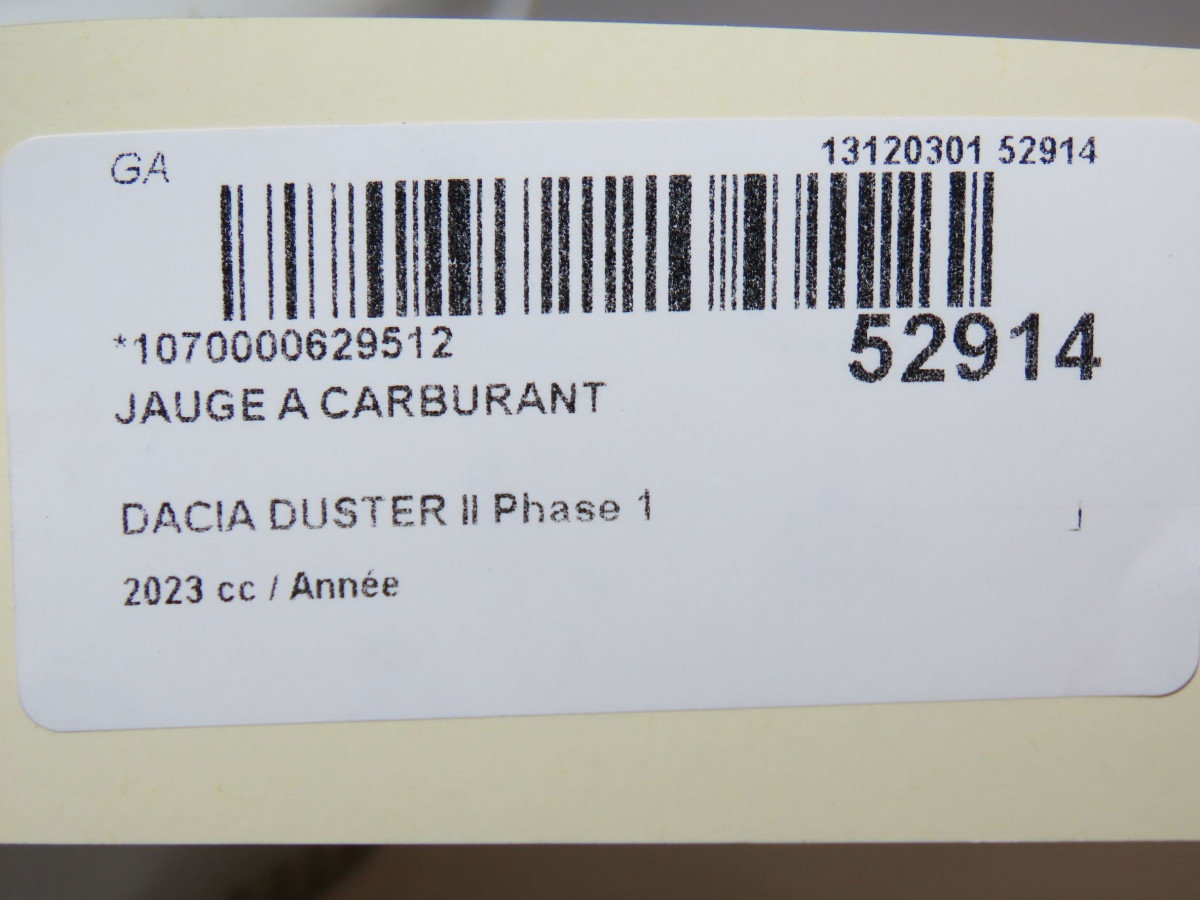 GA
13120301 52914
*1070000629512
52914
JAUGE A CARBURANT
DACIA DUSTER II Phase 1
2023 cc / Année